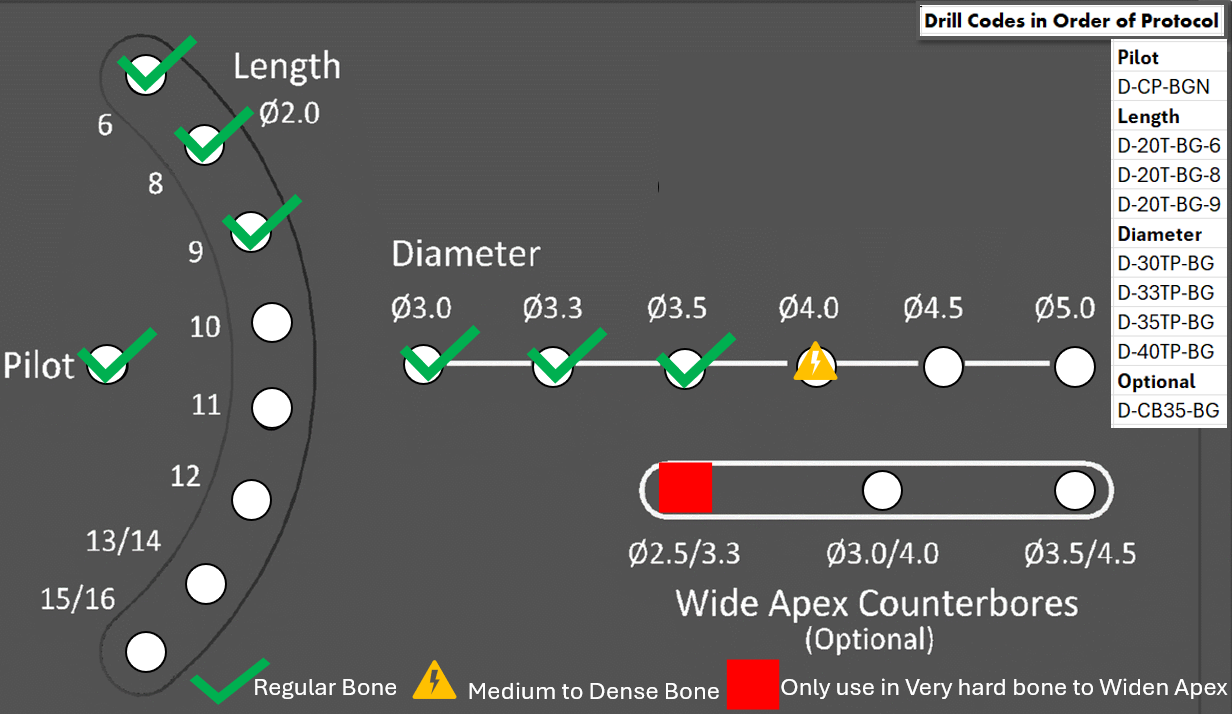 Drill Codes in Order of Protocol
Pilot
D-CP-BGN
Length
D-20T-BG-6
D-20T-BG-8
D-20T-BG-9
Diameter
D-30TP-BG
D-33TP-BG
D-35TP-BG
D-40TP-BG
Optional
D-CB35-BG
Length
Ø2.0
6
8
9
10
Pilot
11
12
13/14
15/16
Diameter
Ø3.0 Ø3.3 Ø3.5 Ø4.0 Ø4.5 Ø5.0
Ø2.5/3.3 Ø3.0/4.0 Ø3.5/4.5
Wide Apex Counterbores
(Optional)
Regular Bone
Medium to Dense Bone
Only use in Very hard bone to Widen Apex